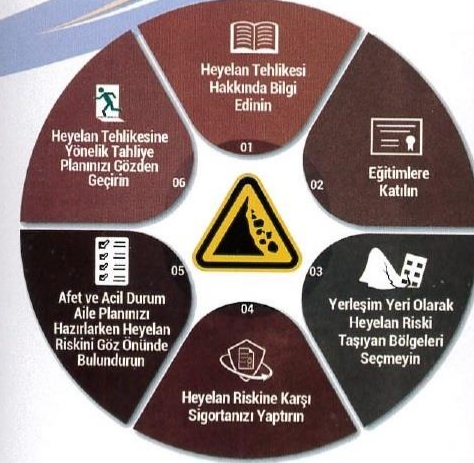 Heyelan Tehlikesi
Hakkında Bilgi
Edinin
01
Eğitimlere
Katılın
02
03
Yerleşim Yeri Olarak
Heyelan Riski
Taşıyan Bölgeleri
Seçmeyin
04
Heyelan Riskine Karşı
Sigortanızı Yaptırın
05
Afet ve Acil Durum
Aile Planınızı
Hazırlarken Heyelan
Riskini Göz Önünde
Bulundurun
Heyelan Tehlikesine
Yönelik Tahliye
Planınızı Gözden
Geçirin
06